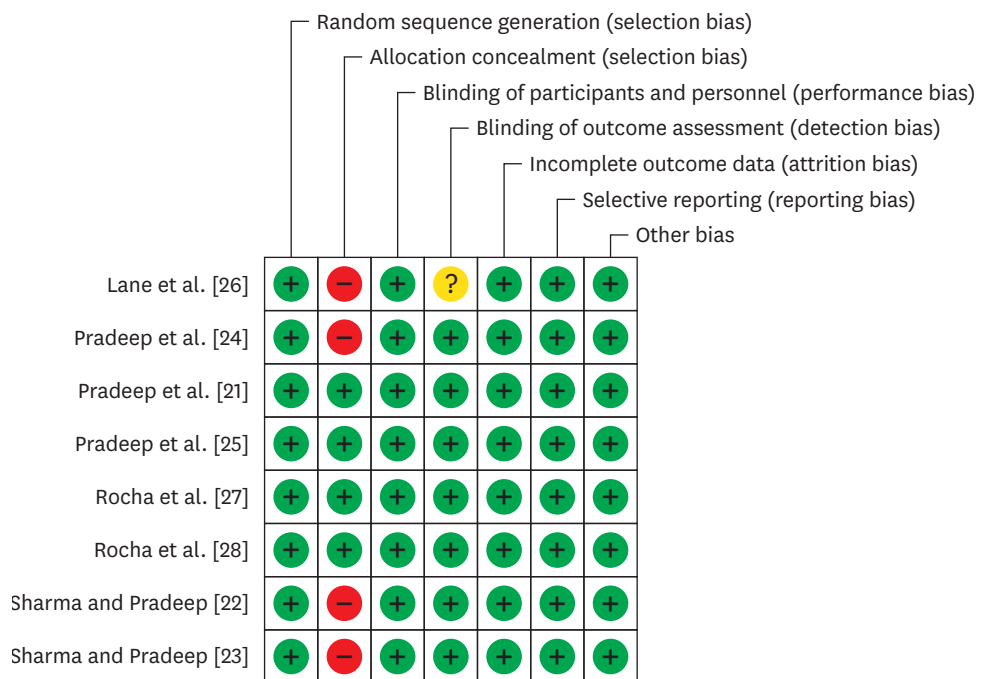 Random sequence generation (selection bias)
Allocation concealment (selection bias)
Blinding of participants and personnel (performance bias)
Blinding of outcome assessment (detection bias)
Incomplete outcome data (attrition bias)
Selective reporting (reporting bias)
Other bias
Lane et al. [26] + − + ? + + +
Pradeep et al. [24] + − + + + + +
Pradeep et al. [21] + + + + + + +
Pradeep et al. [25] + + + + + + +
Rocha et al. [27] + + + + + + +
Rocha et al. [28] + + + + + + +
Sharma and Pradeep [22] + − + + + + +
Sharma and Pradeep [23] + − + + + + +